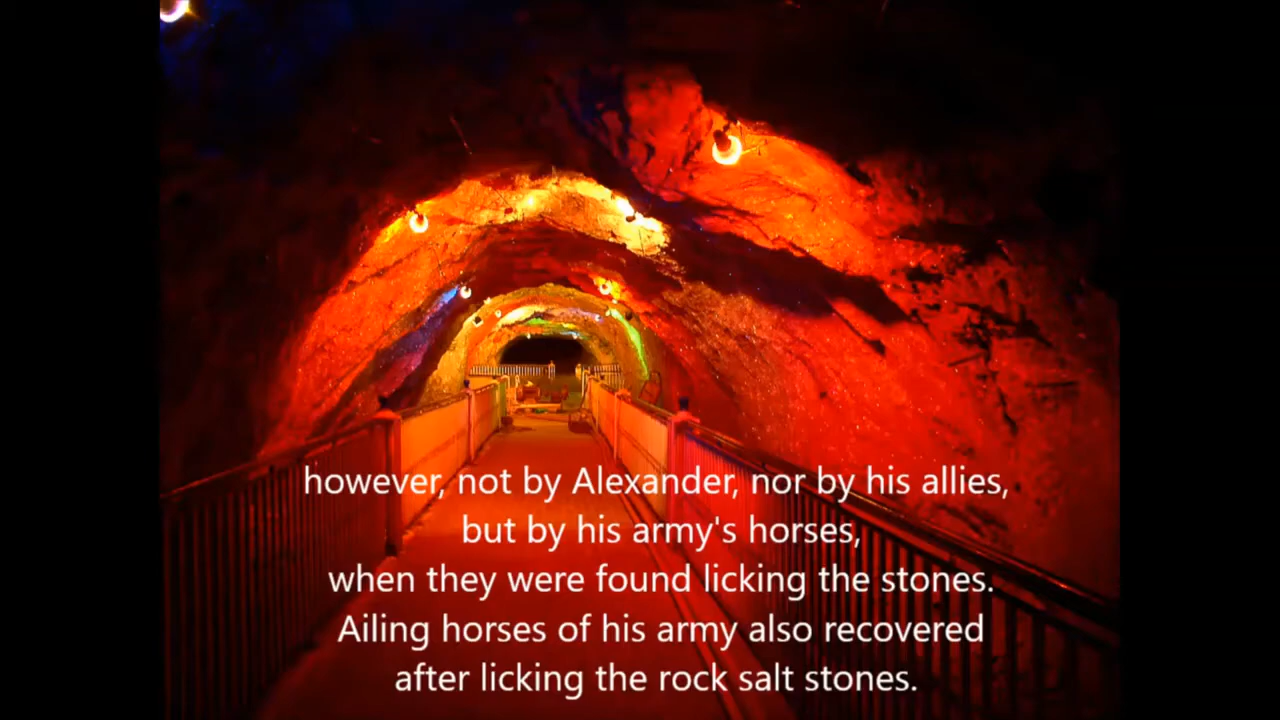 however, not by Alexander, nor by his allies,
but by his army's horses,
when they were found licking the stones.
Ailing horses of his army also recovered
after licking the rock salt stones.